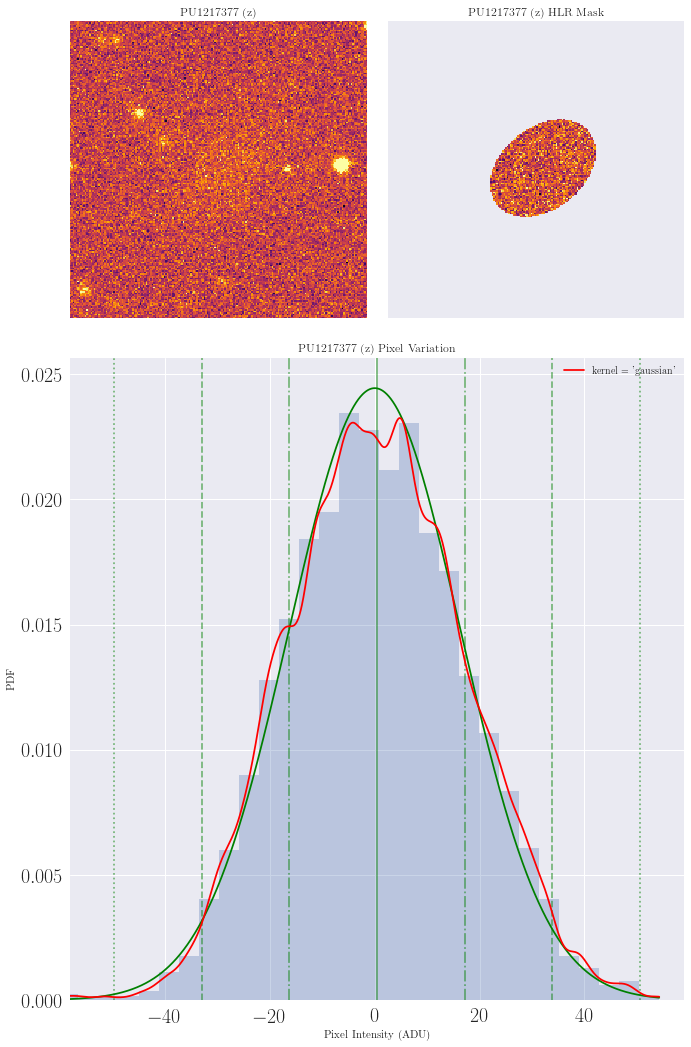 PU1217377 (z)
PU1217377 (z) HLR Mask
PU1217377 (z) Pixel Variation
kernel = 'gaussian'
0.025
0.020
0.015
0.010
0.005
0.000
PDF
−40
−20
0
20
40
Pixel Intensity (ADU)